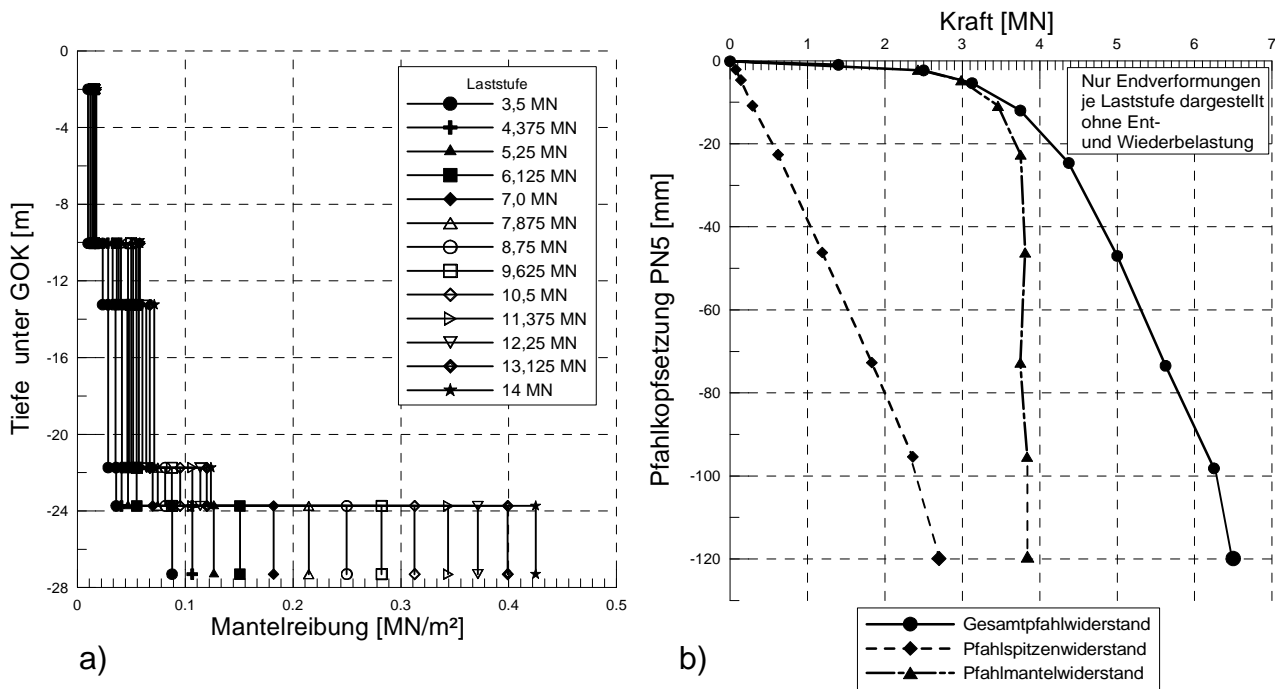 0
-4
-8
-12
-16
-20
-24
-28
Tiefe unter GOK [m]
0
0.1
0.2
0.3
0.4
0.5
Mantelreibung [MN/m²]
a)
Laststufe
3,5 MN
4,375 MN
5,25 MN
6,125 MN
7,0 MN
7,875 MN
8,75 MN
9,625 MN
10,5 MN
11,375 MN
12,25 MN
13,125 MN
14 MN
Kraft [MN]
0
1
2
3
4
5
6
7
0
-20
-40
-60
-80
-100
-120
Pfahlkopfsetzung PN5 [mm]
Nur Endverformungen
je Laststufe dargestellt
ohne Ent-
und Wiederbelastung
b)
Gesamtpfahlwiderstand
Pfahlspitzenwiderstand
Pfahlmantelwiderstand